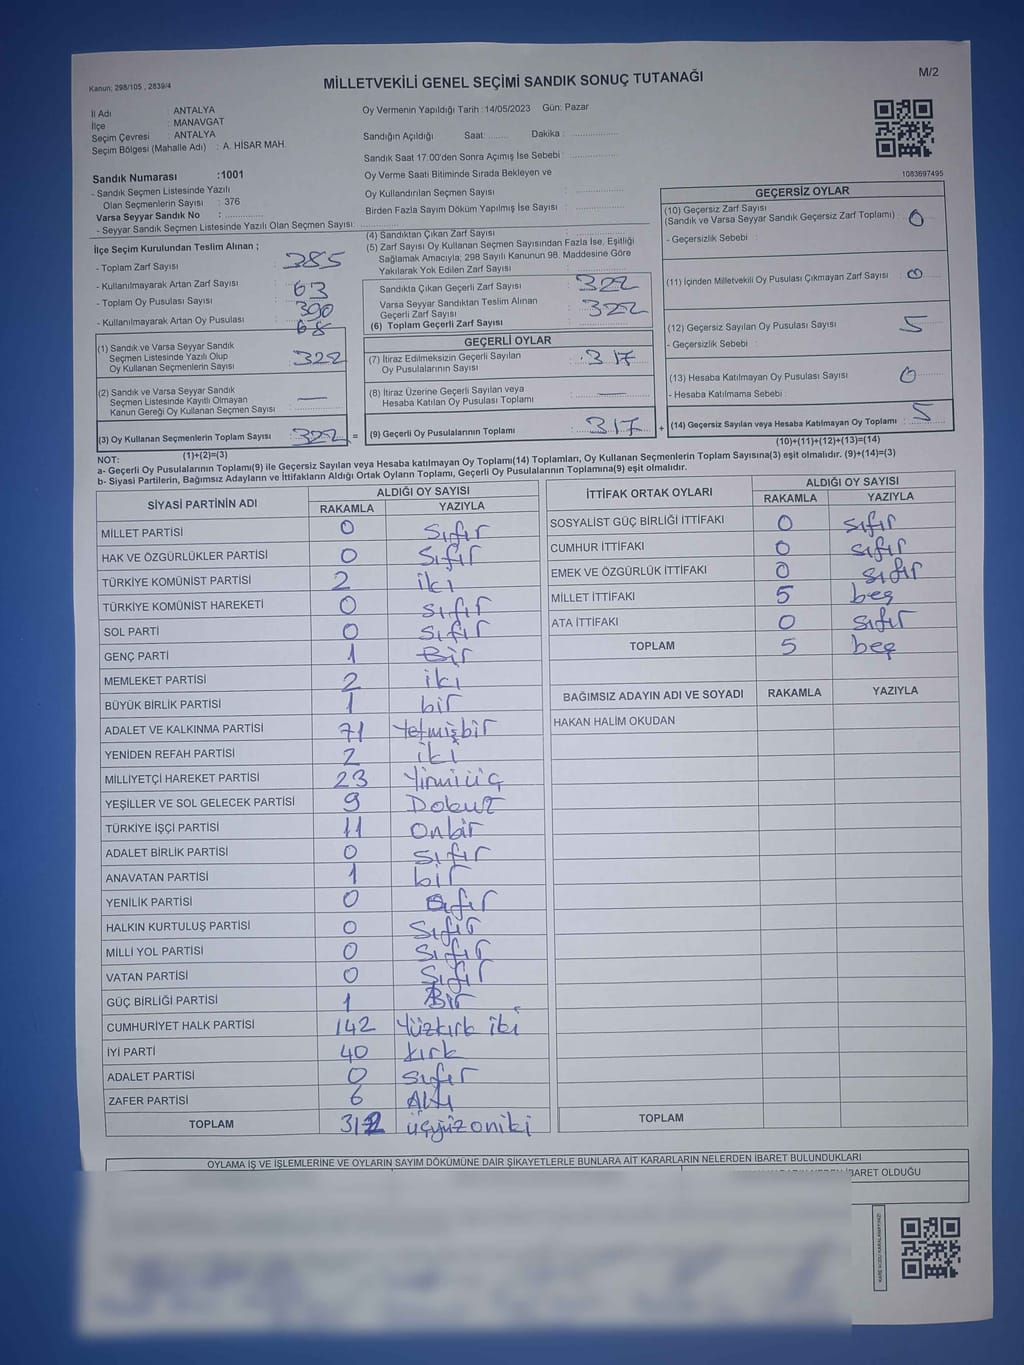 Kanun: 298/105 , 2839/4
MİLLETVEKİLİ GENEL SEÇİMİ SANDIK SONUÇ TUTANAĞI
M/2
İl Adı : ANTALYA
İlçe : MANAVGAT
Seçim Çevresi : ANTALYA
Seçim Bölgesi (Mahalle Adı) : A. HİSAR MAH.
Oy Vermenin Yapıldığı Tarih :14/05/2023 Gün: Pazar
Sandığın Açıldığı Saat: ........ Dakika : ................
Sandık Saat 17.00'den Sonra Açımış İse Sebebi : ................
Oy Verme Saati Bitiminde Sırada Bekleyen ve
Oy Kullandırılan Seçmen Sayısı : ................
Birden Fazla Sayım Döküm Yapılmış İse Sayısı : ................
1083697495
Sandık Numarası :1001
- Sandık Seçmen Listesinde Yazılı
Olan Seçmenlerin Sayısı : 376
Varsa Seyyar Sandık No : ................
- Seyyar Sandık Seçmen Listesinde Yazılı Olan Seçmen Sayısı: ................
İlçe Seçim Kurulundan Teslim Alınan ;
- Toplam Zarf Sayısı : 385
- Kullanılmayarak Artan Zarf Sayısı : 63
- Toplam Oy Pusulası Sayısı : 390
- Kullanılmayarak Artan Oy Pusulası : 68
(1) Sandık ve Varsa Seyyar Sandık
Seçmen Listesinde Yazılı Olup
Oy Kullanan Seçmenlerin Sayısı : 322
(2) Sandık ve Varsa Seyyar Sandık
Seçmen Listesinde Kayıtlı Olmayan
Kanun Gereği Oy Kullanan Seçmen Sayısı : —
(3) Oy Kullanan Seçmenlerin Toplam Sayısı : 322 =
(1)+(2)=(3)
(4) Sandıktan Çıkan Zarf Sayısı : ................
(5) Zarf Sayısı Oy Kullanan Seçmen Sayısından Fazla İse, Eşitliği
Sağlamak Amacıyla; 298 Sayılı Kanunun 98. Maddesine Göre
Yakılarak Yok Edilen Zarf Sayısı : ................
Sandıkta Çıkan Geçerli Zarf Sayısı : 322
Varsa Seyyar Sandıktan Teslim Alınan
Geçerli Zarf Sayısı : 322
(6) Toplam Geçerli Zarf Sayısı : ................
GEÇERLİ OYLAR
(7) İtiraz Edilmeksizin Geçerli Sayılan
Oy Pusulalarının Sayısı : 317
(8) İtiraz Üzerine Geçerli Sayılan veya
Hesaba Katılan Oy Pusulası Toplamı : —
(9) Geçerli Oy Pusulalarının Toplamı : 317 +
GEÇERSİZ OYLAR
(10) Geçersiz Zarf Sayısı
(Sandık ve Varsa Seyyar Sandık Geçersiz Zarf Toplamı) : 0
- Geçersizlik Sebebi :
(11) İçinden Milletvekili Oy Pusulası Çıkmayan Zarf Sayısı : 0
(12) Geçersiz Sayılan Oy Pusulası Sayısı : 5
- Geçersizlik Sebebi :
(13) Hesaba Katılmayan Oy Pusulası Sayısı : 0
- Hesaba Katılmama Sebebi :
(14) Geçersiz Sayılan veya Hesaba Katılmayan Oy Toplamı : 5
(10)+(11)+(12)+(13)=(14)
NOT:
a- Geçerli Oy Pusulalarının Toplamı(9) ile Geçersiz Sayılan veya Hesaba katılmayan Oy Toplamı(14) Toplamları, Oy Kullanan Seçmenlerin Toplam Sayısına(3) eşit olmalıdır. (9)+(14)=(3)
b- Siyasi Partilerin, Bağımsız Adayların ve İttifakların Aldığı Ortak Oyların Toplamı, Geçerli Oy Pusulalarının Toplamına(9) eşit olmalıdır.
SİYASİ PARTİNİN ADI ALDIĞI OY SAYISI
RAKAMLA YAZIYLA
MİLLET PARTİSİ 0 sıfır
HAK VE ÖZGÜRLÜKLER PARTİSİ 0 sıfır
TÜRKİYE KOMÜNİST PARTİSİ 2 iki
TÜRKİYE KOMÜNİST HAREKETİ 0 sıfır
SOL PARTİ 0 sıfır
GENÇ PARTİ 1 Bir
MEMLEKET PARTİSİ 2 iki
BÜYÜK BİRLİK PARTİSİ 1 bir
ADALET VE KALKINMA PARTİSİ 71 Yetmişbir
YENİDEN REFAH PARTİSİ 2 iki
MİLLİYETÇİ HAREKET PARTİSİ 23 Yirmiüç
YEŞİLLER VE SOL GELECEK PARTİSİ 9 Dokuz
TÜRKİYE İŞÇİ PARTİSİ 11 Onbir
ADALET BİRLİK PARTİSİ 0 sıfır
ANAVATAN PARTİSİ 1 bir
YENİLİK PARTİSİ 0 sıfır
HALKIN KURTULUŞ PARTİSİ 0 Sıfır
MİLLİ YOL PARTİSİ 0 Sıfır
VATAN PARTİSİ 0 Sıfır
GÜÇ BİRLİĞİ PARTİSİ 1 Bir
CUMHURİYET HALK PARTİSİ 142 Yüzkırk iki
İYİ PARTİ 40 kırk
ADALET PARTİSİ 0 sıfır
ZAFER PARTİSİ 6 Altı
TOPLAM 312 üçyüzoniki
İTTİFAK ORTAK OYLARI ALDIĞI OY SAYISI
RAKAMLA YAZIYLA
SOSYALİST GÜÇ BİRLİĞİ İTTİFAKI 0 sıfır
CUMHUR İTTİFAKI 0 sıfır
EMEK VE ÖZGÜRLÜK İTTİFAKI 0 sıfır
MİLLET İTTİFAKI 5 beş
ATA İTTİFAKI 0 sıfır
TOPLAM 5 beş
BAĞIMSIZ ADAYIN ADI VE SOYADI RAKAMLA YAZIYLA
HAKAN HALİM OKUDAN
TOPLAM
OYLAMA İŞ VE İŞLEMLERİNE VE OYLARIN SAYIM DÖKÜMÜNE DAİR ŞİKAYETLERLE BUNLARA AİT KARARLARIN NELERDEN İBARET BULUNDUKLARI
İBARET OLDUĞU
KARE KODU KARALAMAYINIZ!